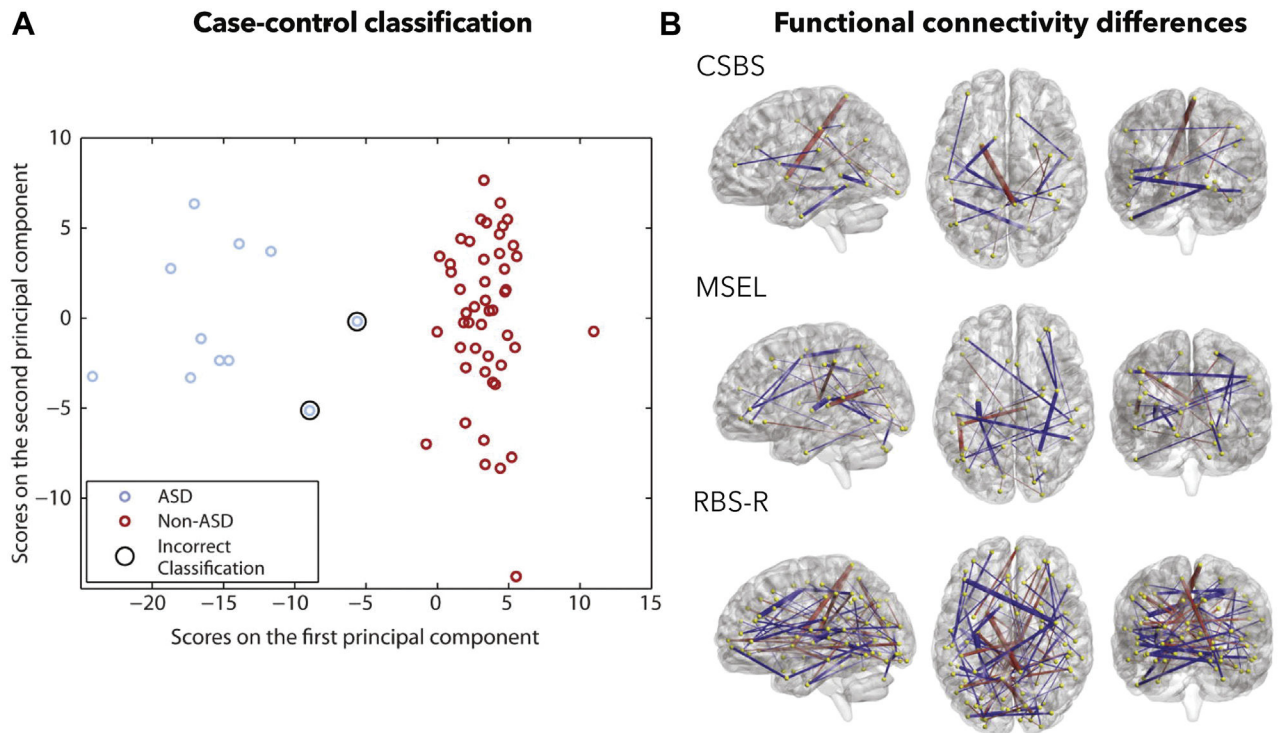 A
Case-control classification
Scores on the second principal component
10
5
0
−5
−10
ASD
Non-ASD
Incorrect
Classification
−20
−15
−10
−5
0
5
10
15
Scores on the first principal component
B
Functional connectivity differences
CSBS
MSEL
RBS-R